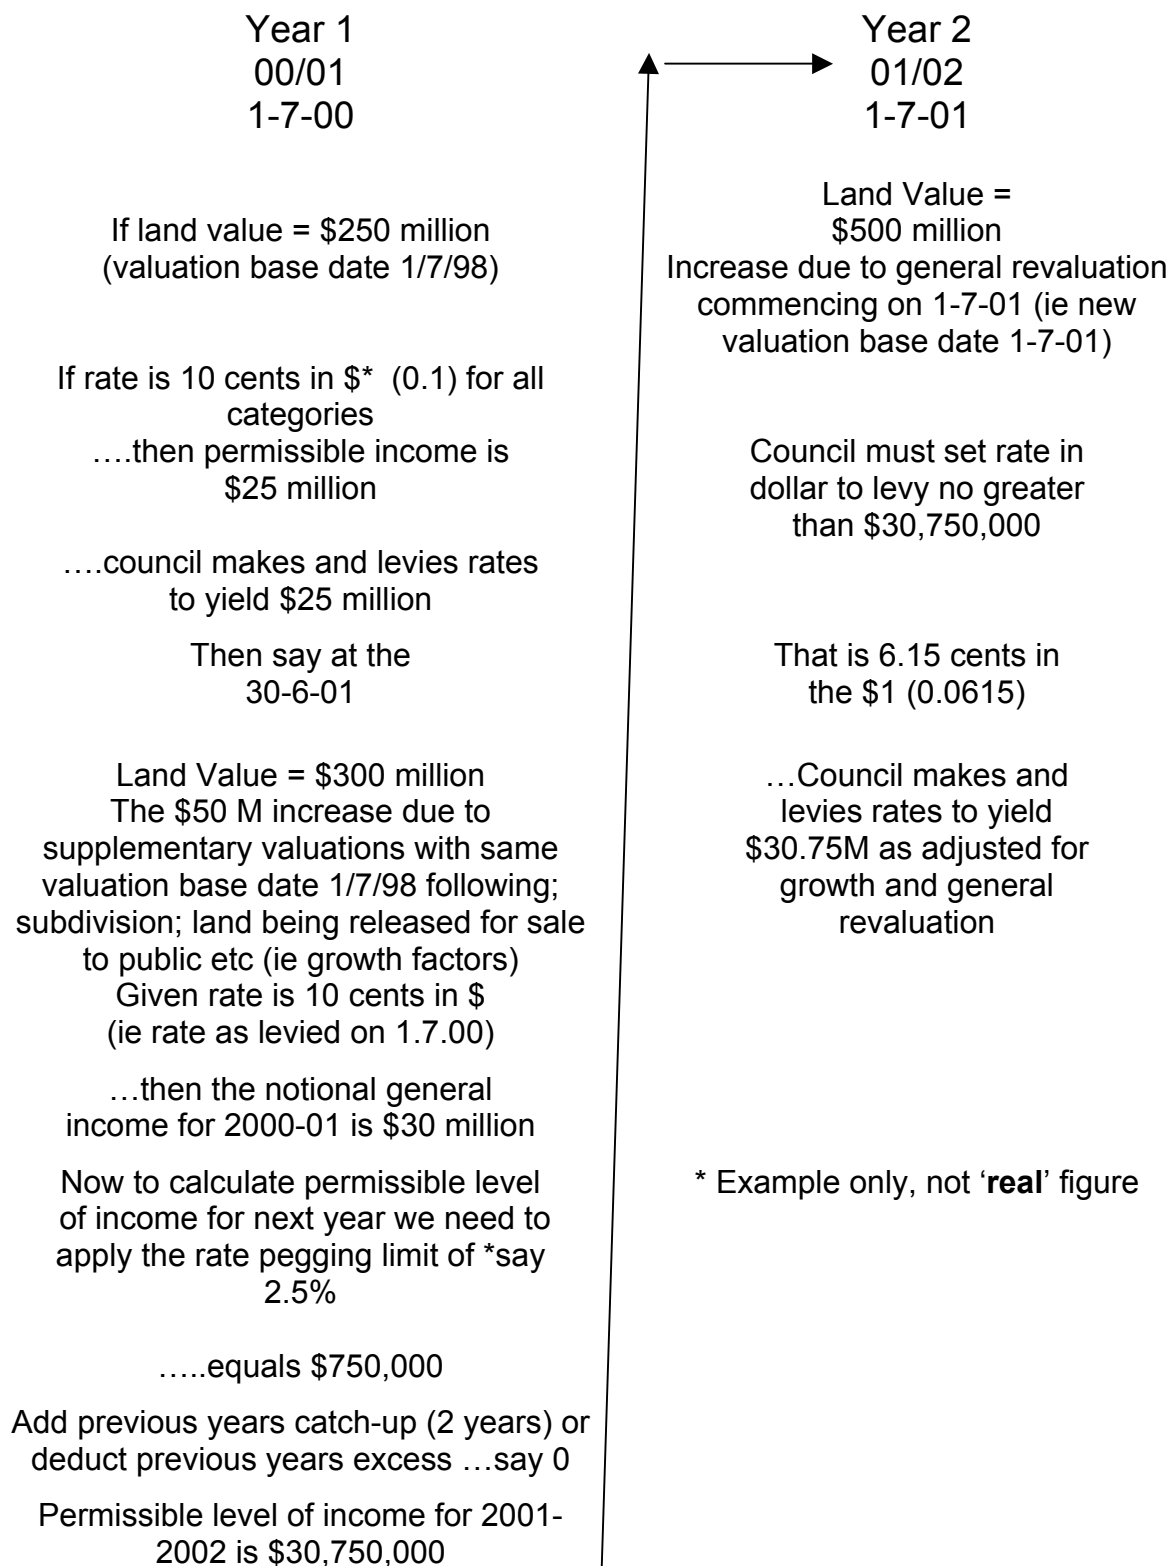 Year 1
00/01
1-7-00
If land value = $250 million
(valuation base date 1/7/98)
If rate is 10 cents in $*  (0.1) for all
categories
….then permissible income is
$25 million
….council makes and levies rates
to yield $25 million
Then say at the
30-6-01
Land Value = $300 million
The $50 M increase due to
supplementary valuations with same
valuation base date 1/7/98 following;
subdivision; land being released for sale
to public etc (ie growth factors)
Given rate is 10 cents in $
(ie rate as levied on 1.7.00)
…then the notional general
income for 2000-01 is $30 million
Now to calculate permissible level
of income for next year we need to
apply the rate pegging limit of *say
2.5%
…..equals $750,000
Add previous years catch-up (2 years) or
deduct previous years excess …say 0
Permissible level of income for 2001-
2002 is $30,750,000
Year 2
01/02
1-7-01
Land Value =
$500 million
Increase due to general revaluation
commencing on 1-7-01 (ie new
valuation base date 1-7-01)
Council must set rate in
dollar to levy no greater
than $30,750,000
That is 6.15 cents in
the $1 (0.0615)
…Council makes and
levies rates to yield
$30.75M as adjusted for
growth and general
revaluation
* Example only, not ‘real’ figure